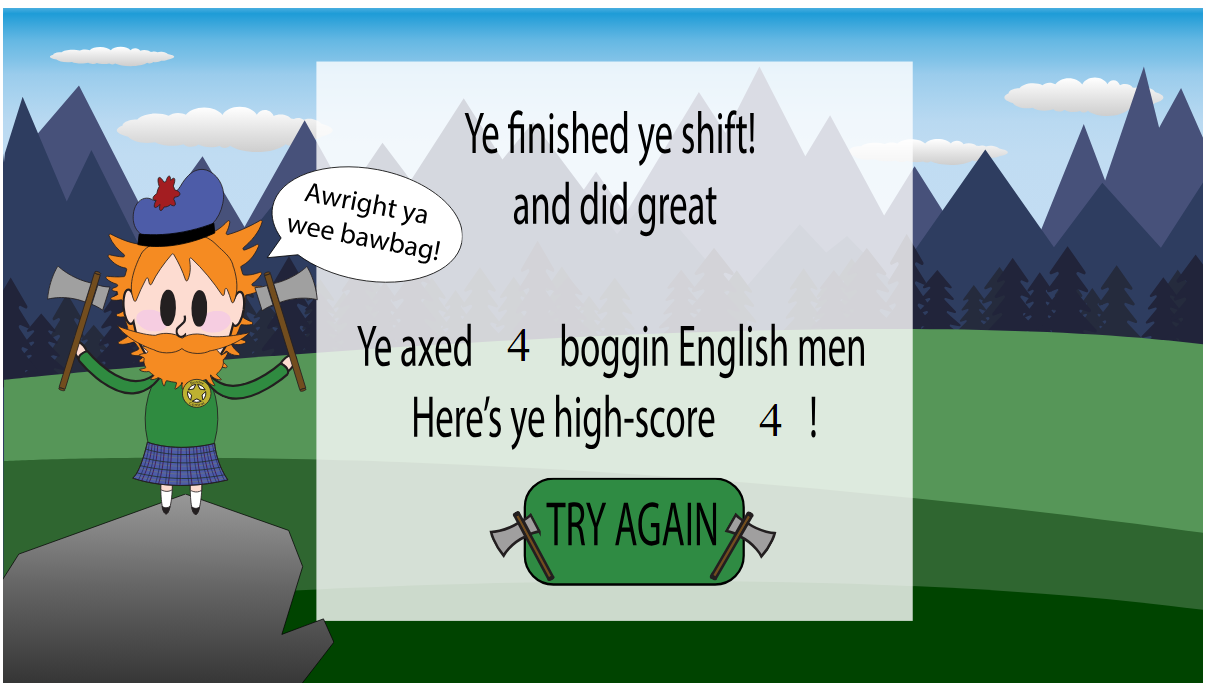 Ye finished ye shift!
and did great
Awright ya
wee bawbag!
Ye axed 4 boggin English men
Here’s ye high-score 4 !
TRY AGAIN